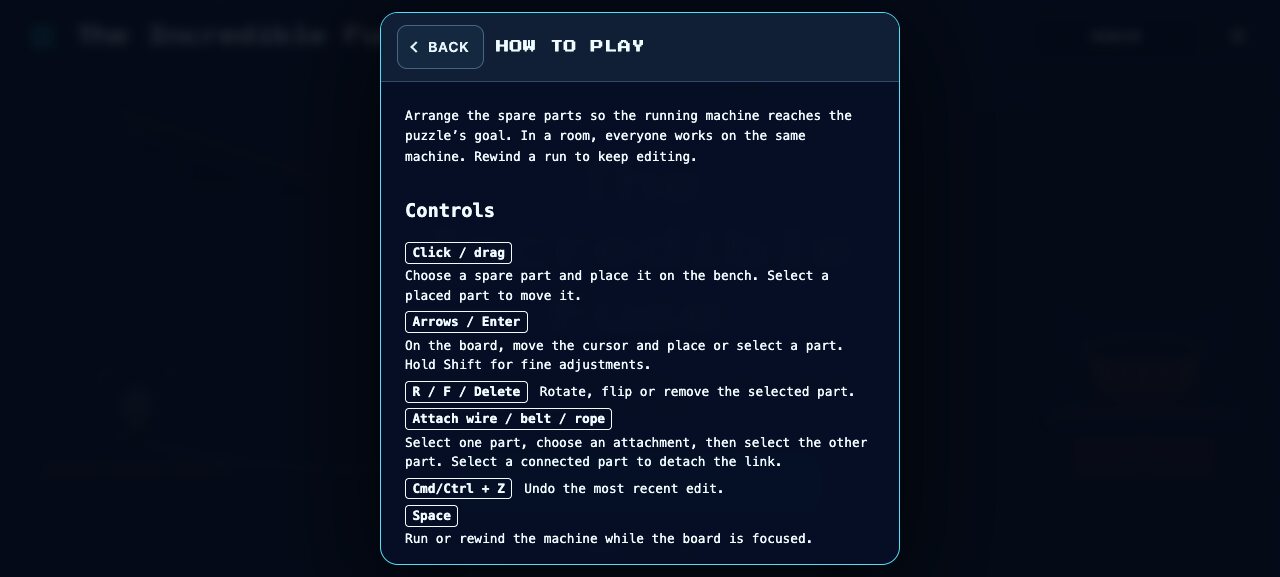 The Incredible
BACK
HOW TO PLAY
Arrange the spare parts so the running machine reaches the
puzzle’s goal. In a room, everyone works on the same
machine. Rewind a run to keep editing.
Controls
Click / drag
Choose a spare part and place it on the bench. Select a
placed part to move it.
Arrows / Enter
On the board, move the cursor and place or select a part.
Hold Shift for fine adjustments.
R / F / Delete Rotate, flip or remove the selected part.
Attach wire / belt / rope
Select one part, choose an attachment, then select the other
part. Select a connected part to detach the link.
Cmd/Ctrl + Z Undo the most recent edit.
Space
Run or rewind the machine while the board is focused.